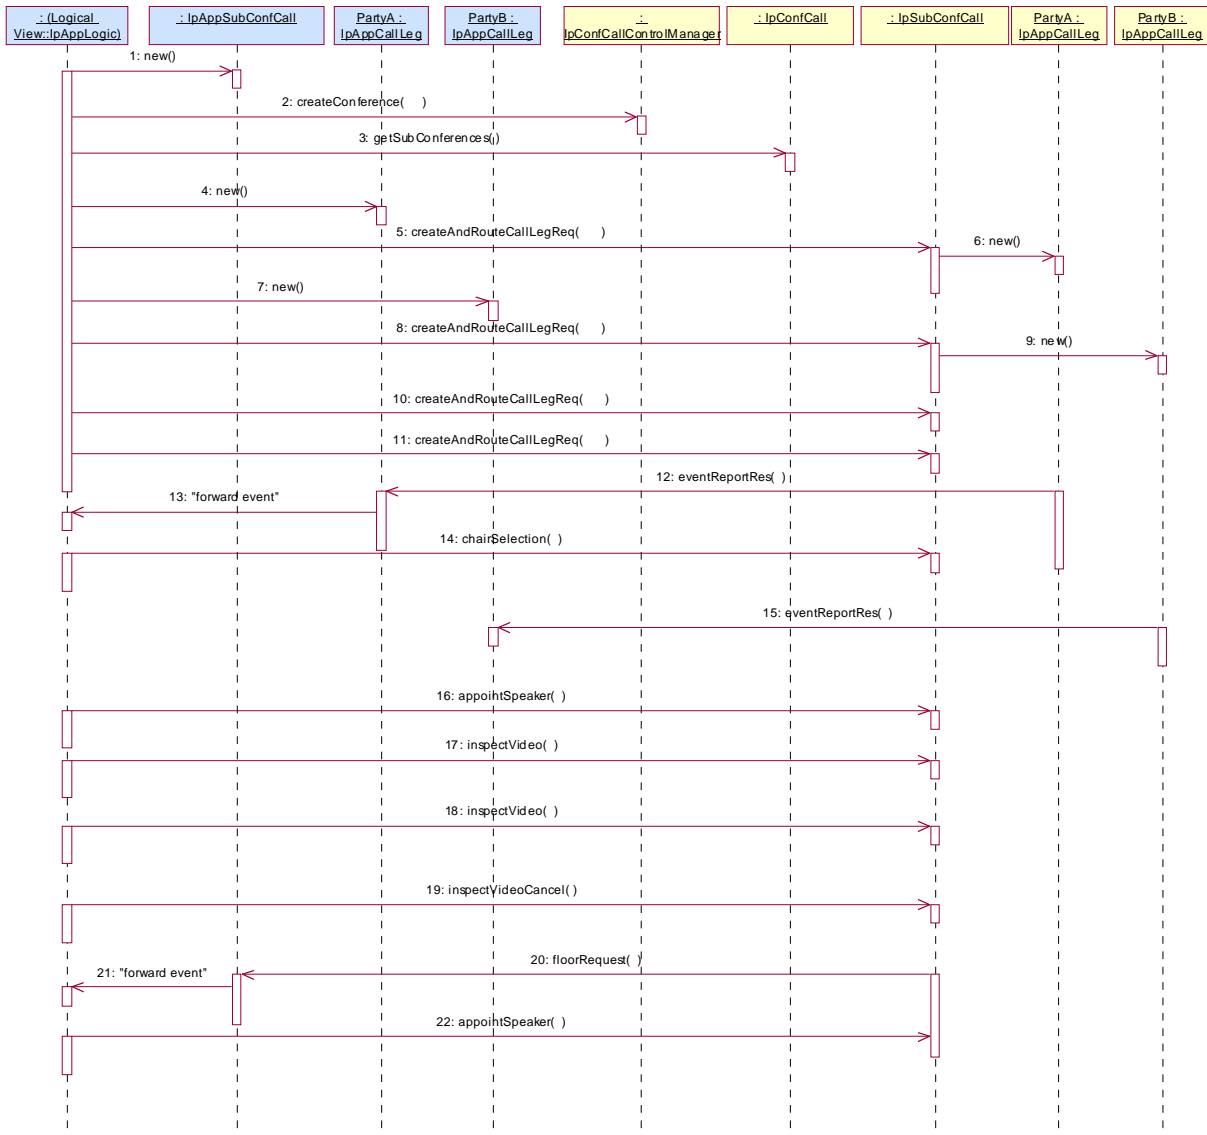 : (Logical
View::IpAppLogic)
: IpAppSubConfCall
PartyA :
IpAppCallLeg
PartyB :
IpAppCallLeg
:
IpConfCallControlManager
: IpConfCall
: IpSubConfCall
PartyA :
IpAppCallLeg
PartyB :
IpAppCallLeg
1: new()
2: createConference( )
3: getSubConferences()
4: new()
5: createAndRouteCallLegReq( )
6: new()
7: new()
8: createAndRouteCallLegReq( )
9: new()
10: createAndRouteCallLegReq( )
11: createAndRouteCallLegReq( )
12: eventReportRes( )
13: "forward event"
14: chairSelection( )
15: eventReportRes( )
16: appointSpeaker( )
17: inspectVideo( )
18: inspectVideo( )
19: inspectVideoCancel( )
20: floorRequest( )
21: "forward event"
22: appointSpeaker( )